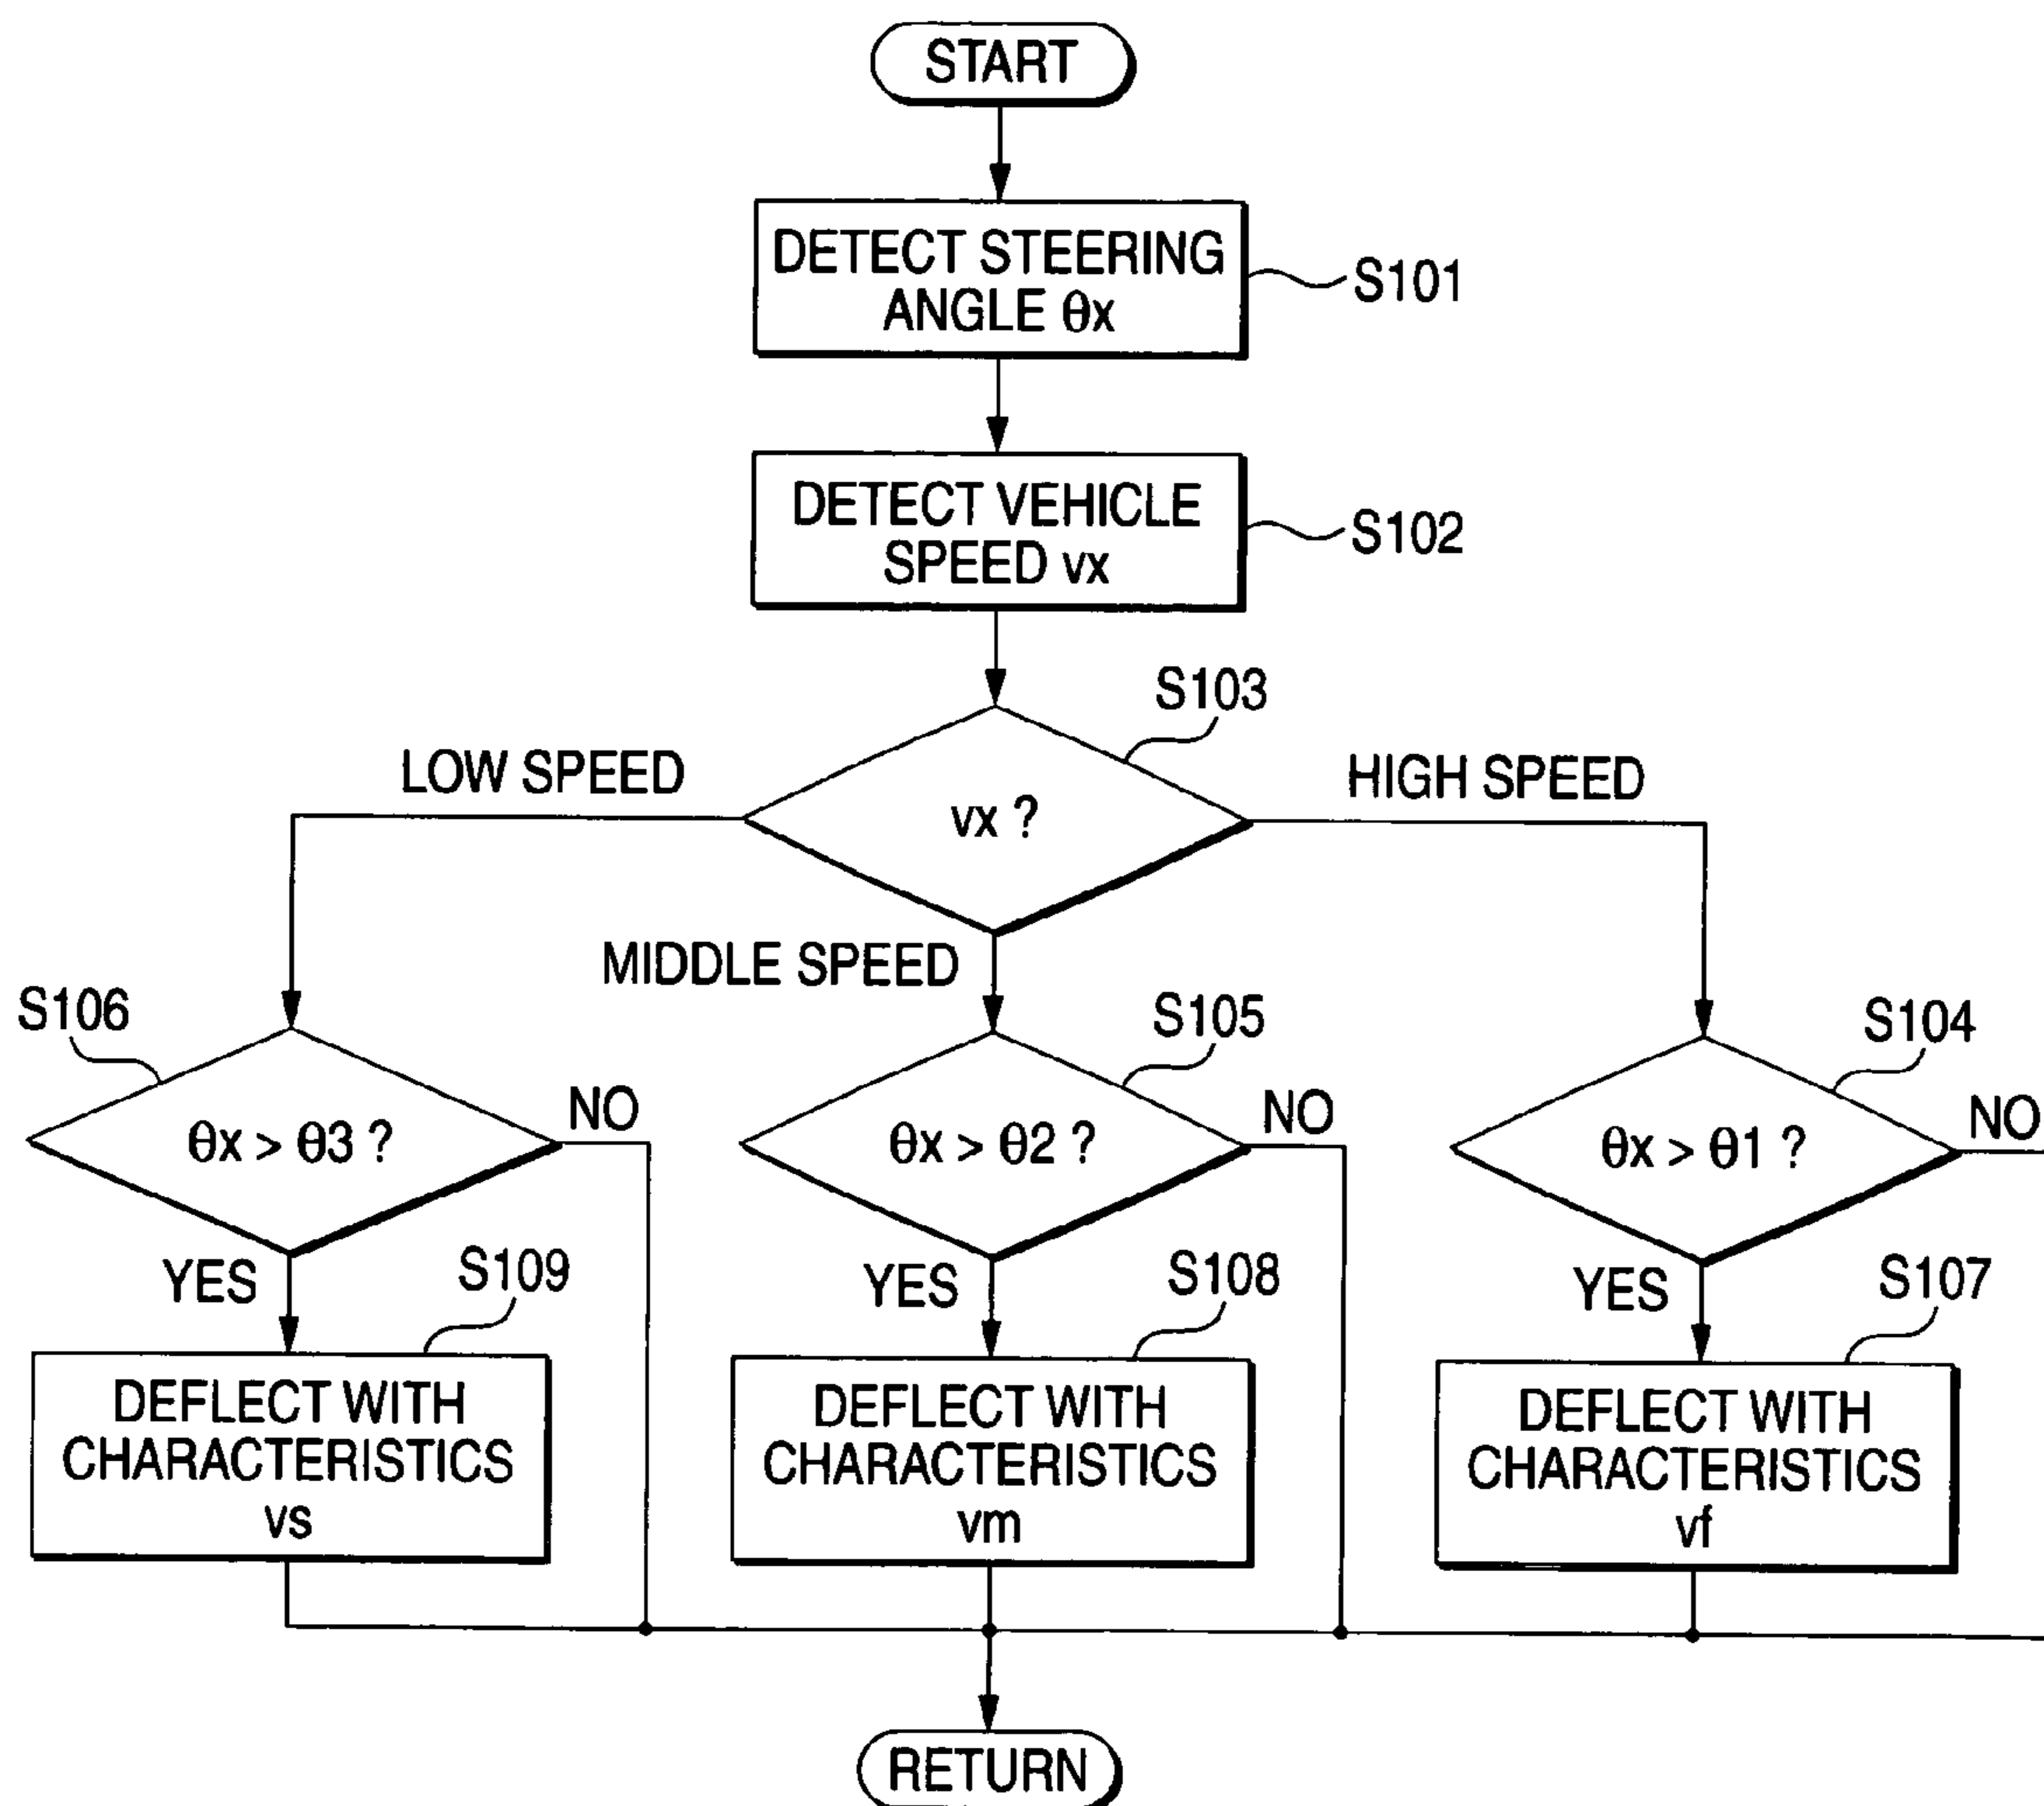 START
DETECT STEERING
ANGLE θx
S101
DETECT VEHICLE
SPEED vx
S102
S103
LOW SPEED
vx ?
HIGH SPEED
MIDDLE SPEED
S106
S105
S104
θx > θ3 ?
NO
θx > θ2 ?
NO
θx > θ1 ?
NO
YES
S109
YES
S108
YES
S107
DEFLECT WITH
CHARACTERISTICS
vs
DEFLECT WITH
CHARACTERISTICS
vm
DEFLECT WITH
CHARACTERISTICS
vf
RETURN